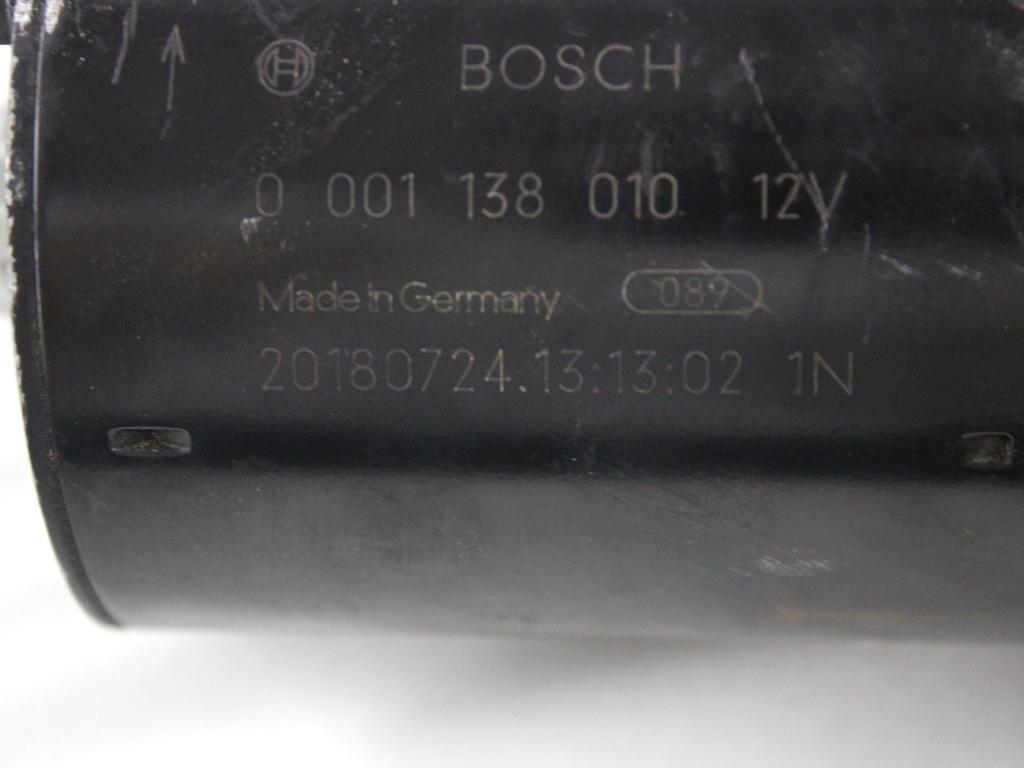 BOSCH
0 001 138 010 12V
Made in Germany 089
20180724.13:13:02 1N